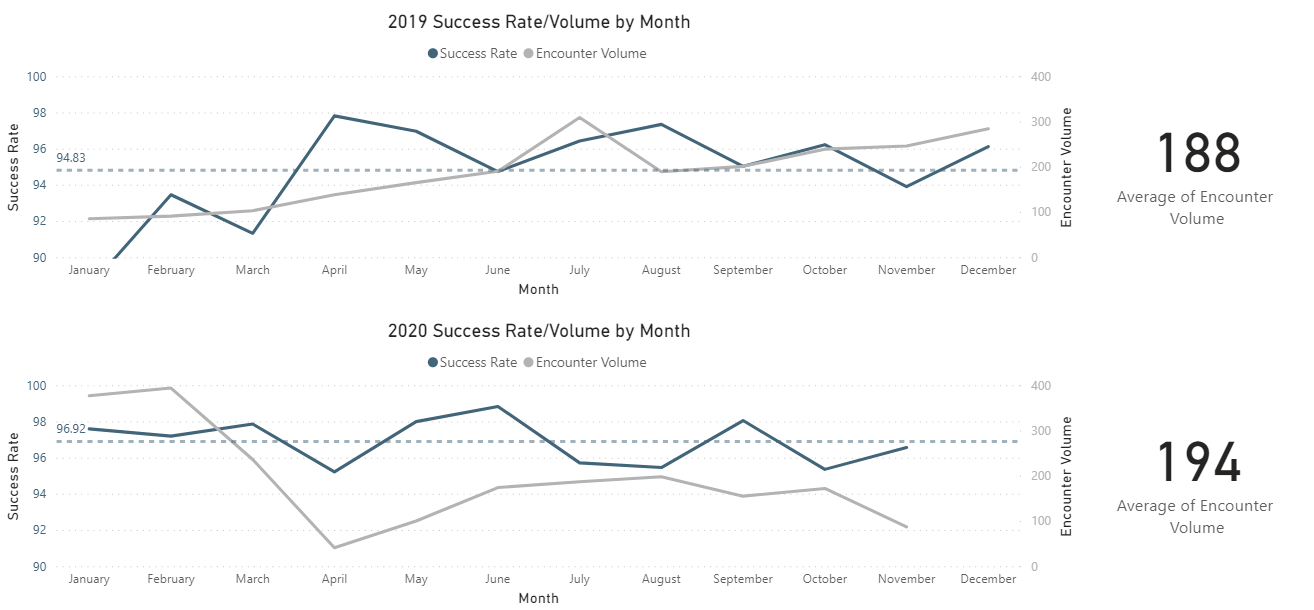 2019 Success Rate/Volume by Month
Success Rate Encounter Volume
100
98
96
94.83
94
92
90
Success Rate
400
300
200
100
0
Encounter Volume
January February March April May June July August September October November December
Month
188
Average of Encounter
Volume
2020 Success Rate/Volume by Month
Success Rate Encounter Volume
100
98
96.92
96
94
92
90
Success Rate
400
300
200
100
0
Encounter Volume
January February March April May June July August September October November December
Month
194
Average of Encounter
Volume